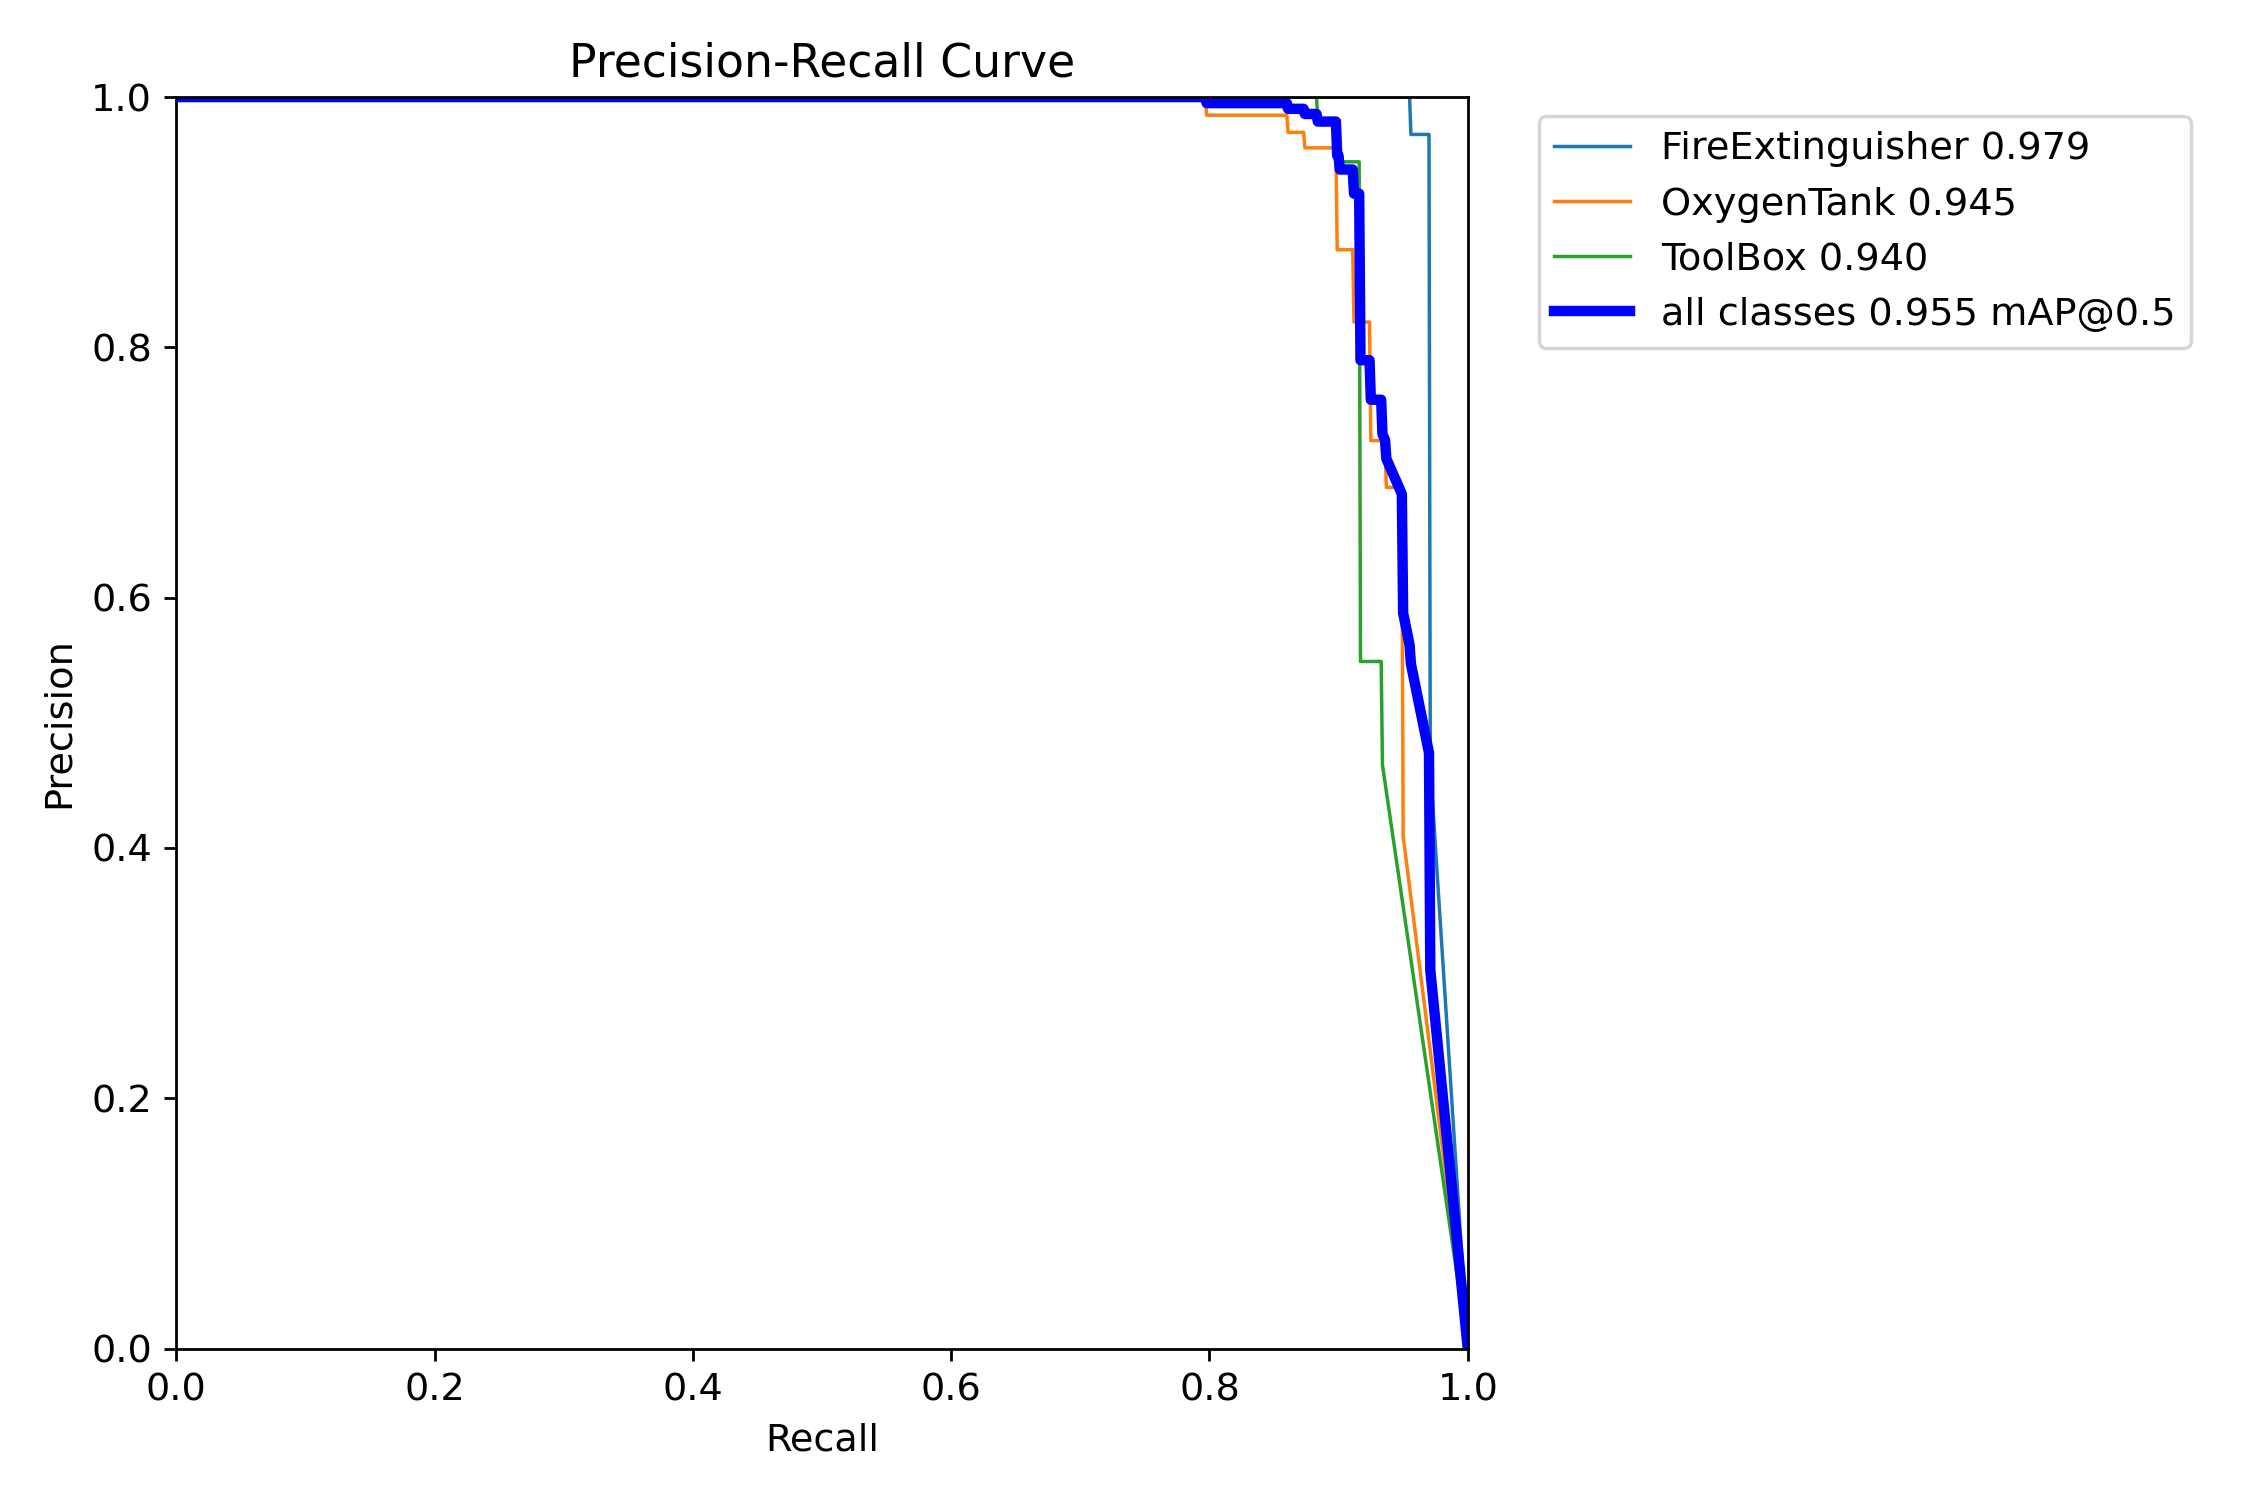 Precision-Recall Curve
1.0
0.8
0.6
0.4
0.2
0.0
Precision
0.0 0.2 0.4 0.6 0.8 1.0
Recall
FireExtinguisher 0.979
OxygenTank 0.945
ToolBox 0.940
all classes 0.955 mAP@0.5